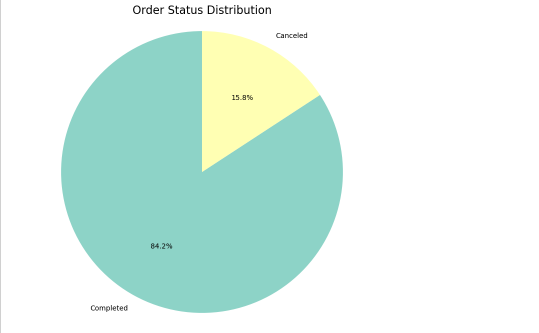 Order Status Distribution
Canceled
15.8%
84.2%
Completed